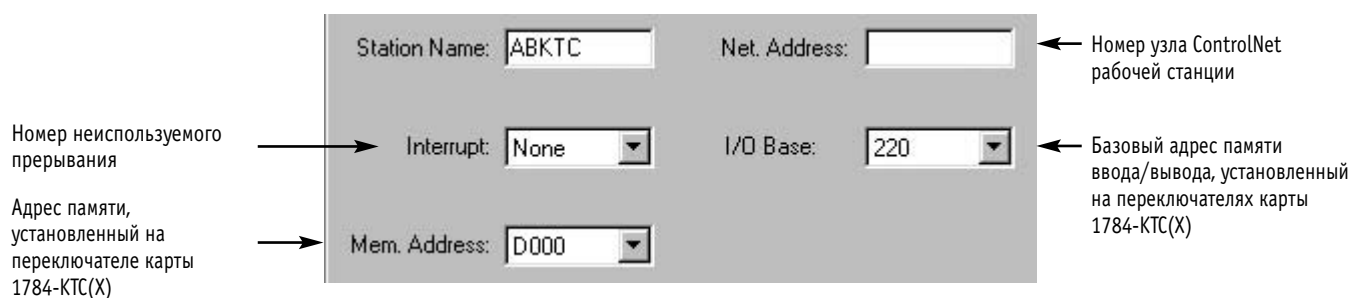 Station Name: ABKTC
Net. Address:
Номер узла ControlNet
рабочей станции
Номер неиспользуемого
прерывания
Interrupt: None
I/O Base: 220
Базовый адрес памяти
ввода/вывода, установленный
на переключателях карты
1784-KTC(X)
Адрес памяти,
установленный на
переключателе карты
1784-KTC(X)
Mem. Address: D000